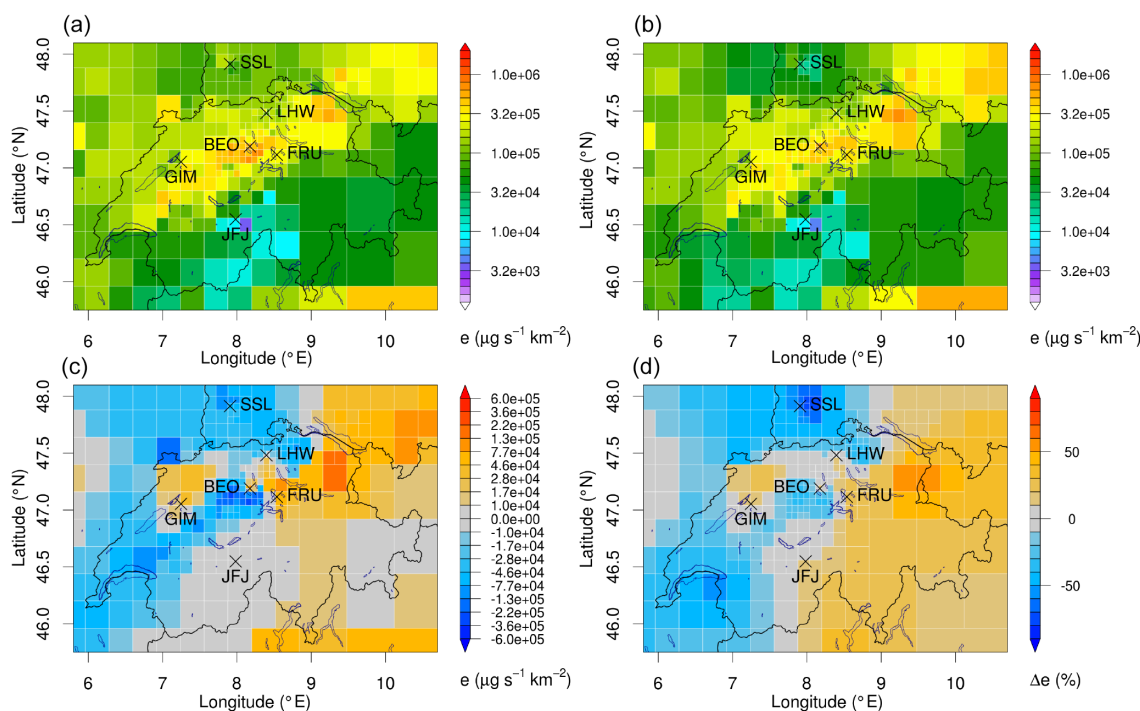 (a)
(b)
48.0
47.5
47.0
46.5
46.0
Latitude (°N)
SSL
LHW
BEO
FRU
GIM
JFJ
6
7
8
9
10
Longitude (°E)
1.0e+06
3.2e+05
1.0e+05
3.2e+04
1.0e+04
3.2e+03
e (μg s⁻¹ km⁻²)
48.0
47.5
47.0
46.5
46.0
Latitude (°N)
SSL
LHW
BEO
FRU
GIM
JFJ
6
7
8
9
10
Longitude (°E)
1.0e+06
3.2e+05
1.0e+05
3.2e+04
1.0e+04
3.2e+03
e (μg s⁻¹ km⁻²)
(c)
(d)
48.0
47.5
47.0
46.5
46.0
Latitude (°N)
SSL
LHW
BEO
FRU
GIM
JFJ
6
7
8
9
10
Longitude (°E)
6.0e+05
3.6e+05
2.2e+05
1.3e+05
7.7e+04
4.6e+04
2.8e+04
1.7e+04
1.0e+04
0.0e+00
-1.0e+04
-1.7e+04
-2.8e+04
-4.6e+04
-7.7e+04
-1.3e+05
-2.2e+05
-3.6e+05
-6.0e+05
e (μg s⁻¹ km⁻²)
48.0
47.5
47.0
46.5
46.0
Latitude (°N)
SSL
LHW
BEO
FRU
GIM
JFJ
6
7
8
9
10
Longitude (°E)
50
0
-50
Δe (%)